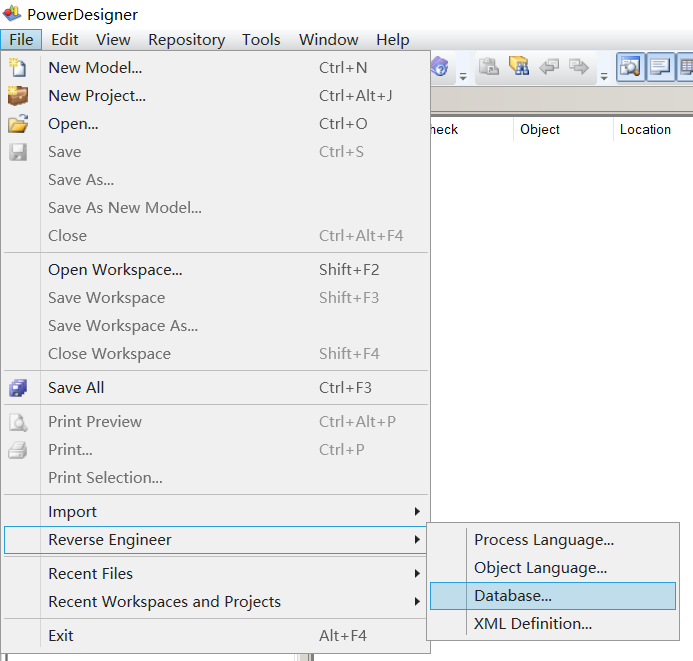 PowerDesigner
File Edit View Repository Tools Window Help
New Model... Ctrl+N
New Project... Ctrl+Alt+J
Open... Ctrl+O
Save Ctrl+S
Save As...
Save As New Model...
Close Ctrl+Alt+F4
heck Object Location
Open Workspace... Shift+F2
Save Workspace Shift+F3
Save Workspace As...
Close Workspace Shift+F4
Save All Ctrl+F3
Print Preview Ctrl+Alt+P
Print... Ctrl+P
Print Selection...
Import
Reverse Engineer
Recent Files
Recent Workspaces and Projects
Exit Alt+F4
Process Language...
Object Language...
Database...
XML Definition...